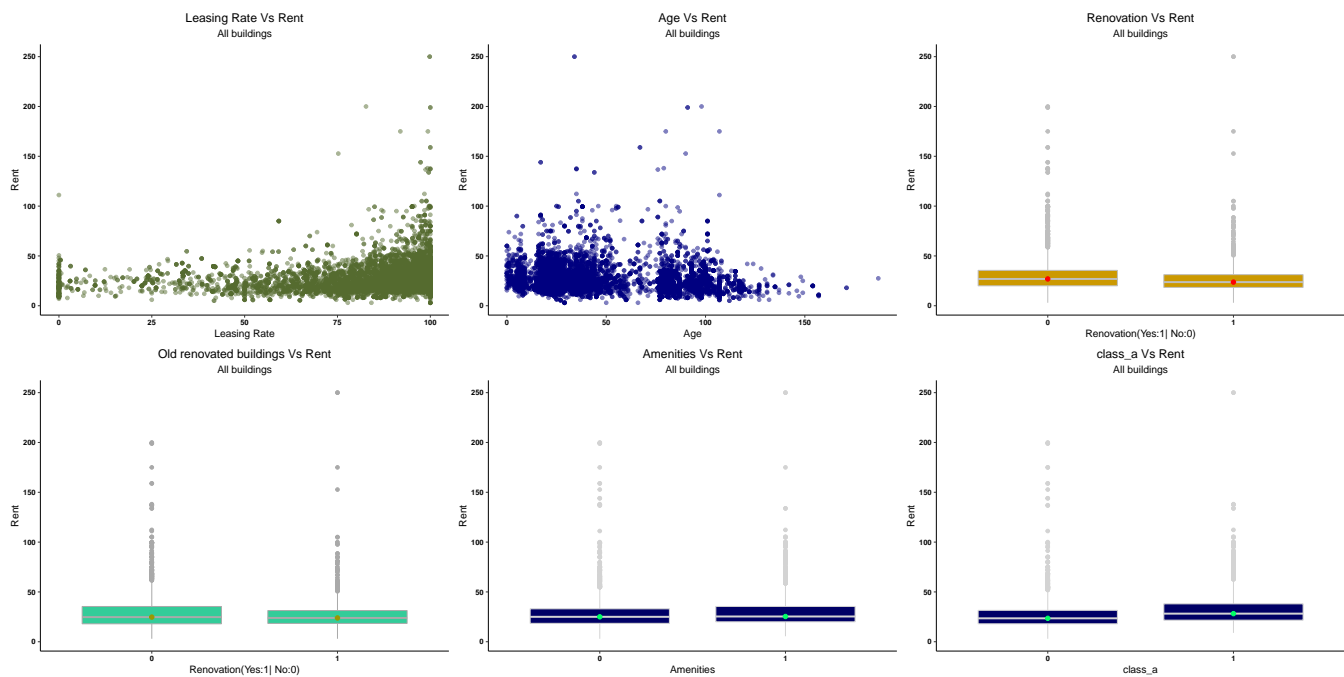 Leasing Rate Vs Rent
All buildings
250
200
150
100
50
0
Rent
0 25 50 75 100
Leasing Rate
Age Vs Rent
All buildings
250
200
150
100
50
0
Rent
0 50 100 150
Age
Renovation Vs Rent
All buildings
250
200
150
100
50
0
Rent
0 1
Renovation(Yes:1| No:0)
Old renovated buildings Vs Rent
All buildings
250
200
150
100
50
0
Rent
0 1
Renovation(Yes:1| No:0)
Amenities Vs Rent
All buildings
250
200
150
100
50
0
Rent
0 1
Amenities
class_a Vs Rent
All buildings
250
200
150
100
50
0
Rent
0 1
class_a